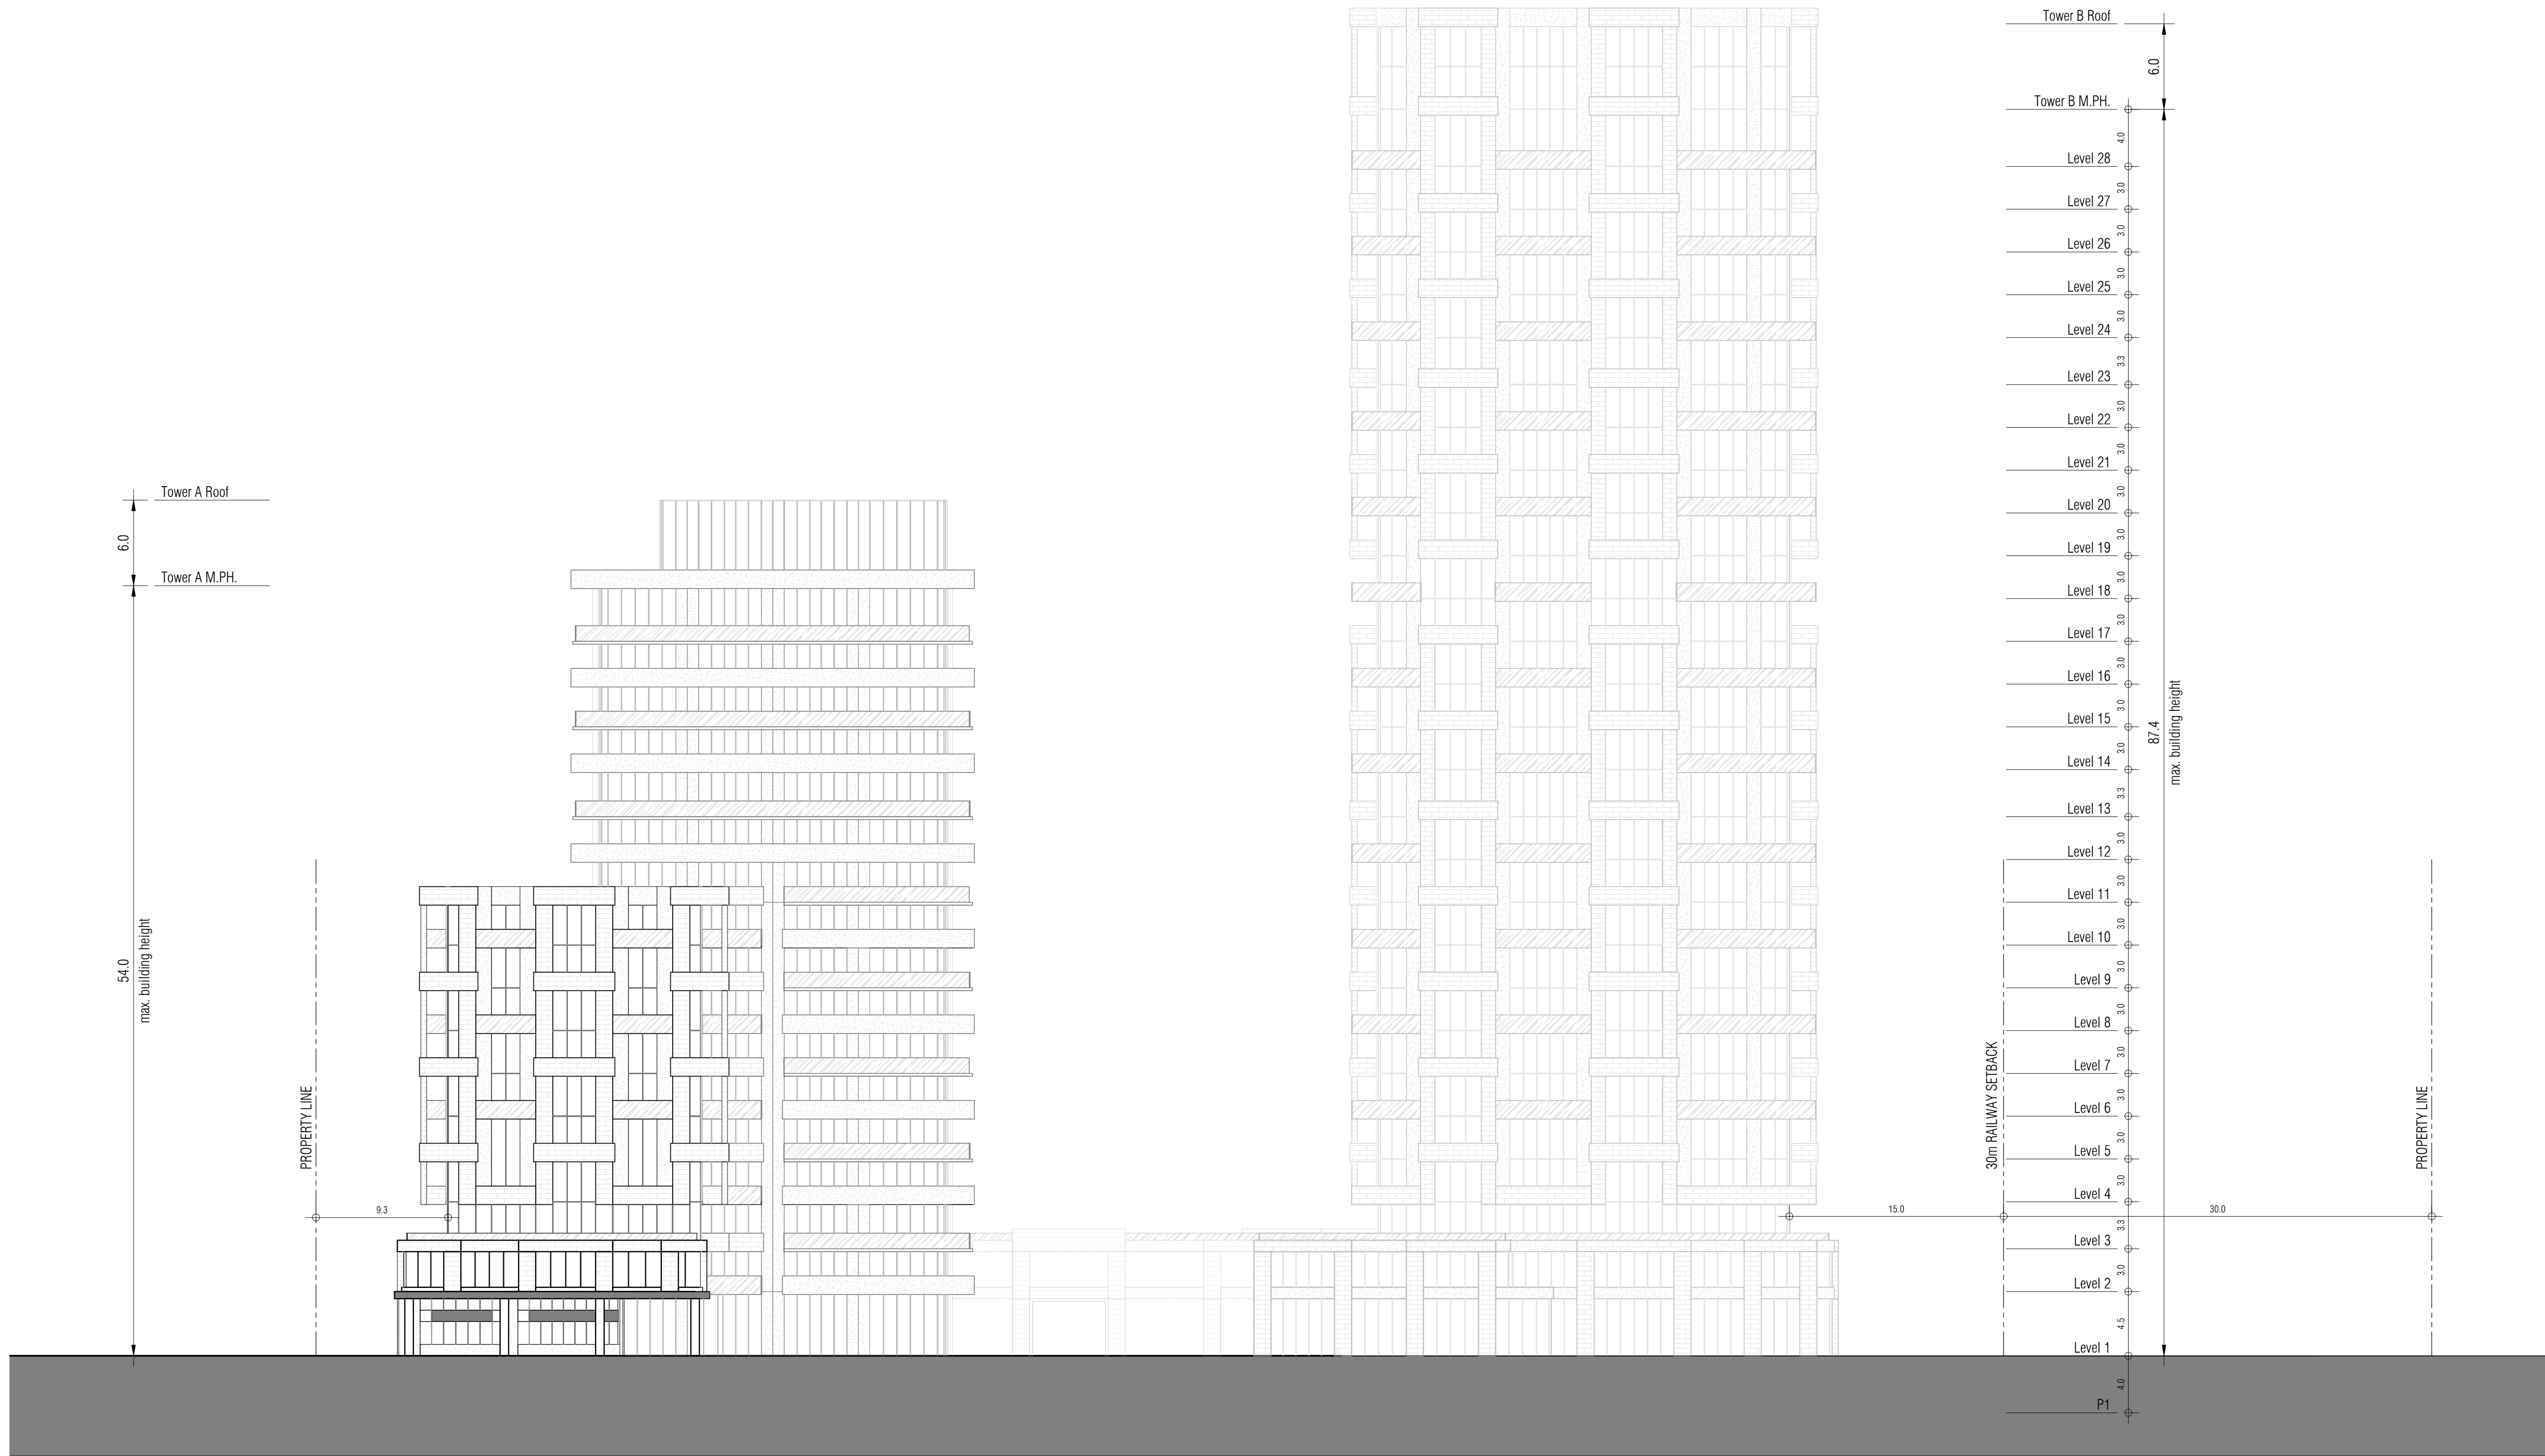 Tower B Roof
6.0
Tower B M.PH.
4.0
Level 28
3.0
Level 27
3.0
Level 26
3.0
Level 25
3.0
Level 24
3.3
Level 23
3.0
Level 22
3.0
Level 21
3.0
Level 20
3.0
Level 19
3.0
Level 18
3.0
Level 17
3.0
Level 16
3.0
Level 15
3.0
Level 14
3.3
Level 13
3.0
Level 12
3.0
Level 11
3.0
Level 10
3.0
Level 9
3.0
Level 8
3.0
Level 7
3.0
Level 6
3.0
Level 5
3.0
Level 4
3.3
Level 3
3.0
Level 2
4.5
Level 1
4.0
P1
87.4
max. building height
Tower A Roof
6.0
Tower A M.PH.
54.0
max. building height
PROPERTY LINE
9.3
30m RAILWAY SETBACK
PROPERTY LINE
15.0
30.0